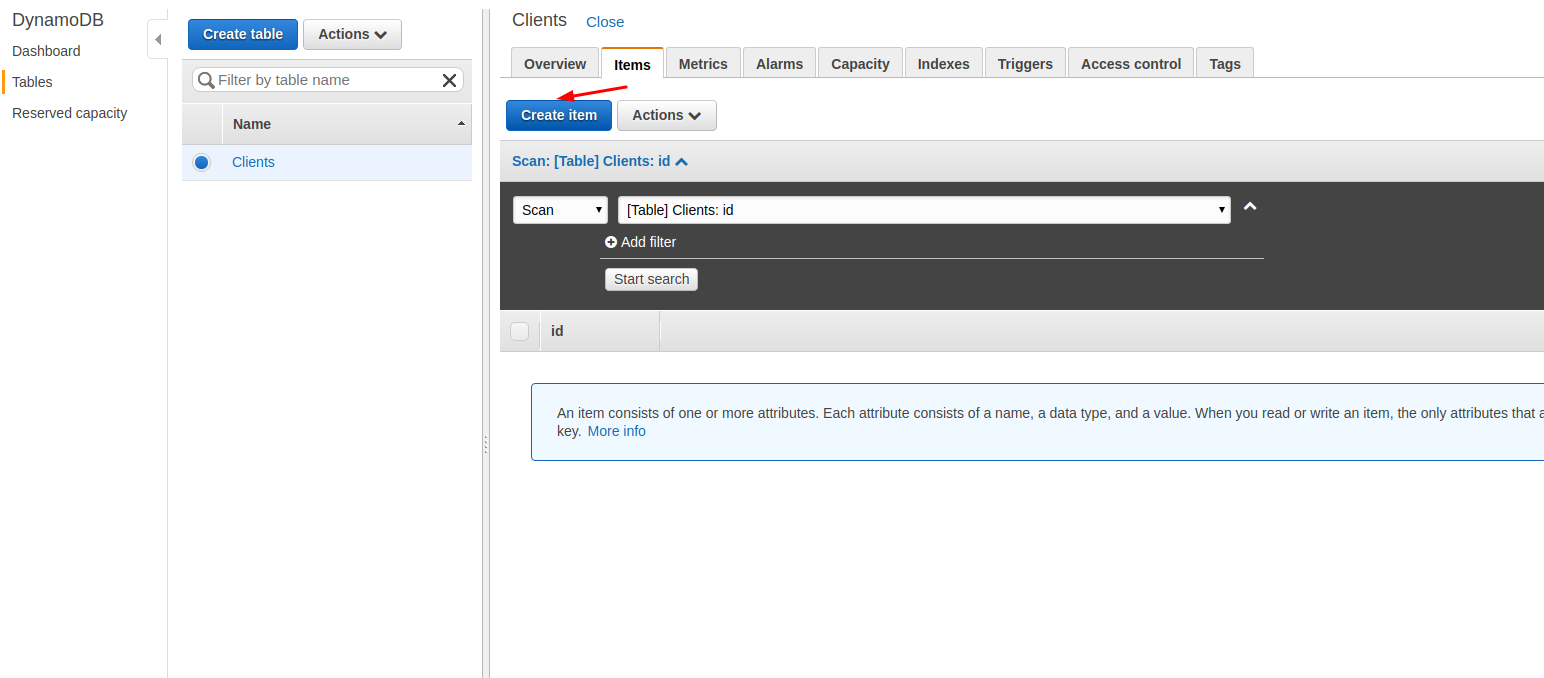 DynamoDB
Dashboard
Tables
Reserved capacity
Create table
Actions
Filter by table name
Name
Clients
Clients Close
Overview Items Metrics Alarms Capacity Indexes Triggers Access control Tags
Create item Actions
Scan: [Table] Clients: id
Scan [Table] Clients: id
Add filter
Start search
id
An item consists of one or more attributes. Each attribute consists of a name, a data type, and a value. When you read or write an item, the only attributes that
key. More info